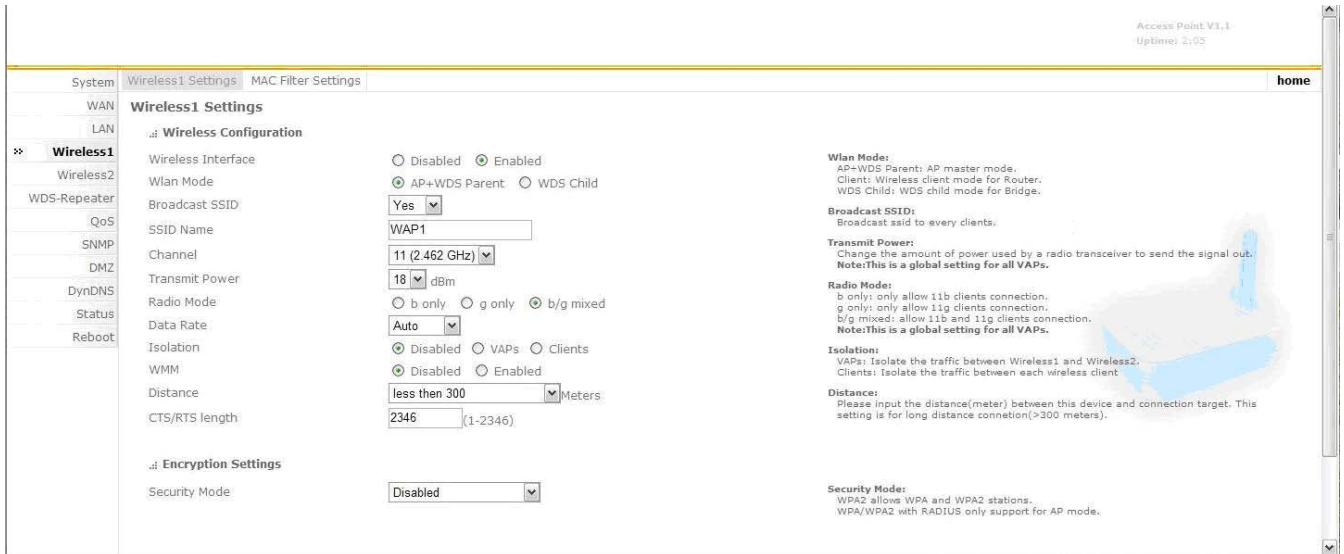 Access Point V1.1
Uptime: 2:05
System
WAN
LAN
Wireless1
Wireless2
WDS-Repeater
QoS
SNMP
DMZ
DynDNS
Status
Reboot
Wireless1 Settings MAC Filter Settings home
Wireless1 Settings
Wireless Configuration
Wireless Interface Disabled Enabled
Wlan Mode AP+WDS Parent WDS Child
Broadcast SSID Yes
SSID Name WAP1
Channel 11 (2.462 GHz)
Transmit Power 18 dBm
Radio Mode b only g only b/g mixed
Data Rate Auto
Isolation Disabled VAPs Clients
WMM Disabled Enabled
Distance less then 300 Meters
CTS/RTS length 2346 (1-2346)
Encryption Settings
Security Mode Disabled
Wlan Mode:
AP+WDS Parent: AP master mode.
Client: Wireless client mode for Router.
WDS Child: WDS child mode for Bridge.
Broadcast SSID:
Broadcast ssid to every clients.
Transmit Power:
Change the amount of power used by a radio transceiver to send the signal out.
Note:This is a global setting for all VAPs.
Radio Mode:
b only: only allow 11b clients connection.
g only: only allow 11g clients connection.
b/g mixed: allow 11b and 11g clients connection.
Note:This is a global setting for all VAPs.
Isolation:
VAPs: Isolate the traffic between Wireless1 and Wireless2.
Clients: Isolate the traffic between each wireless client
Distance:
Please input the distance(meter) between this device and connection target. This
setting is for long distance connetion(>300 meters).
Security Mode:
WPA2 allows WPA and WPA2 stations.
WPA/WPA2 with RADIUS only support for AP mode.